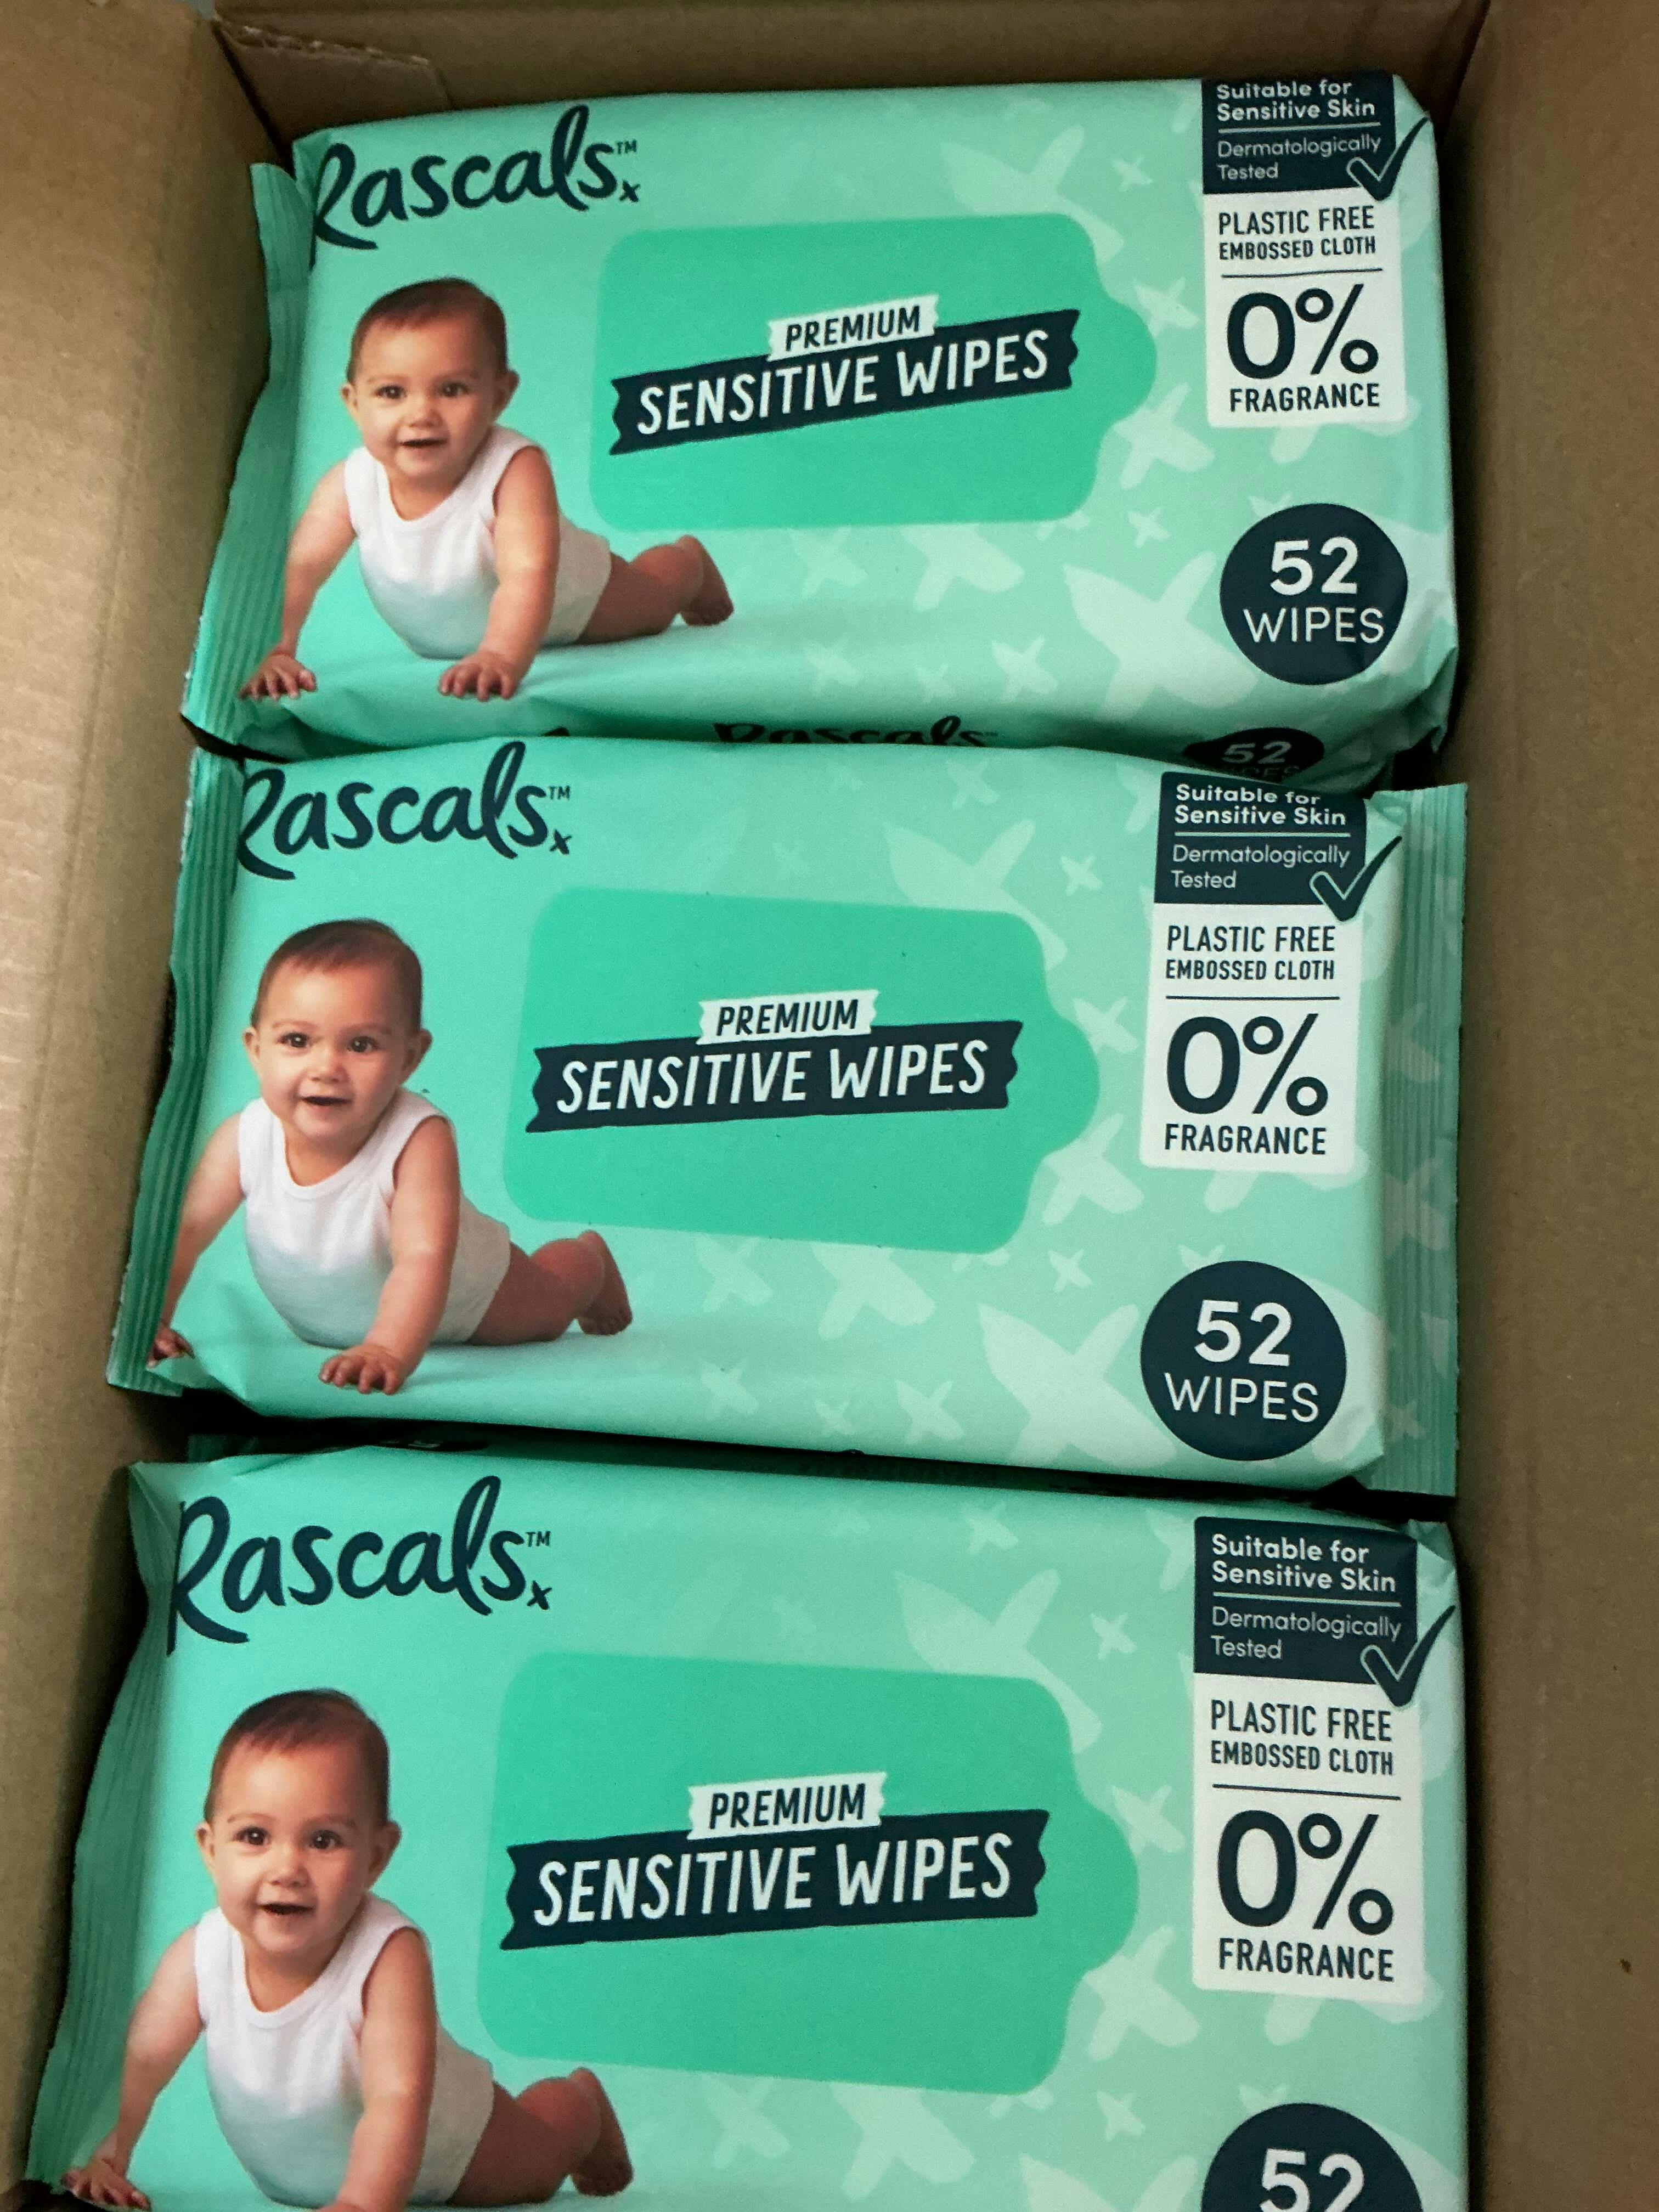 Rascals™
Suitable for
Sensitive Skin
Dermatologically
Tested
PLASTIC FREE
EMBOSSED CLOTH
0%
FRAGRANCE
PREMIUM
SENSITIVE WIPES
52
WIPES
Rascals
52
Rascals™
Suitable for
Sensitive Skin
Dermatologically
Tested
PLASTIC FREE
EMBOSSED CLOTH
0%
FRAGRANCE
PREMIUM
SENSITIVE WIPES
52
WIPES
Rascals™
Suitable for
Sensitive Skin
Dermatologically
Tested
PLASTIC FREE
EMBOSSED CLOTH
0%
FRAGRANCE
PREMIUM
SENSITIVE WIPES
52